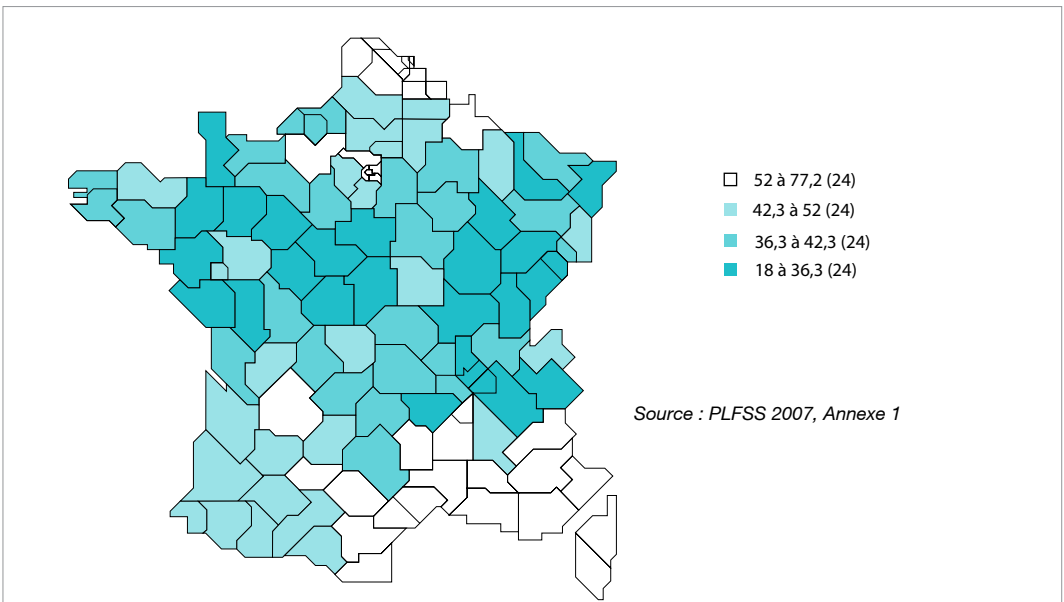 52 à 77,2 (24)
42,3 à 52 (24)
36,3 à 42,3 (24)
18 à 36,3 (24)
Source : PLFSS 2007, Annexe 1